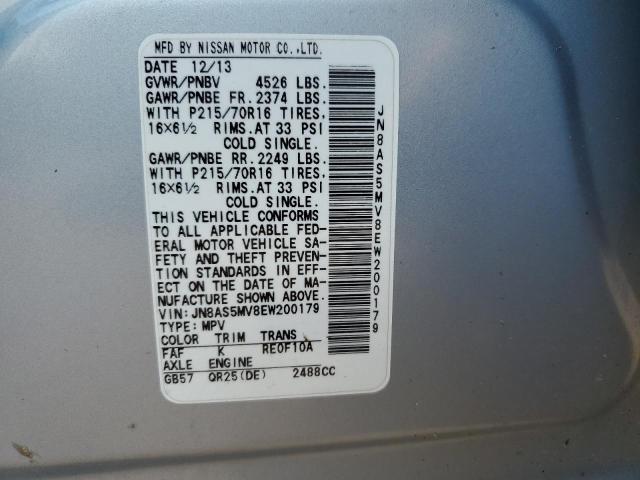 MFD BY NISSAN MOTOR CO.,LTD.
DATE 12/13
GVWR/PNBV 4526 LBS.
GAWR/PNBE FR. 2374 LBS.
WITH P215/70R16 TIRES,
16×6½ RIMS.AT 33 PSI
COLD SINGLE.
GAWR/PNBE RR. 2249 LBS.
WITH P215/70R16 TIRES,
16×6½ RIMS.AT 33 PSI
COLD SINGLE.
THIS VEHICLE CONFORMS
TO ALL APPLICABLE FED-
ERAL MOTOR VEHICLE SA-
FETY AND THEFT PREVEN-
TION STANDARDS IN EFF-
ECT ON THE DATE OF MA-
NUFACTURE SHOWN ABOVE.
VIN: JN8AS5MV8EW200179
TYPE: MPV
COLOR TRIM TRANS
FAF K RE0F10A
AXLE ENGINE
GB57 QR25(DE) 2488CC
JN8AS5MV8EW200179